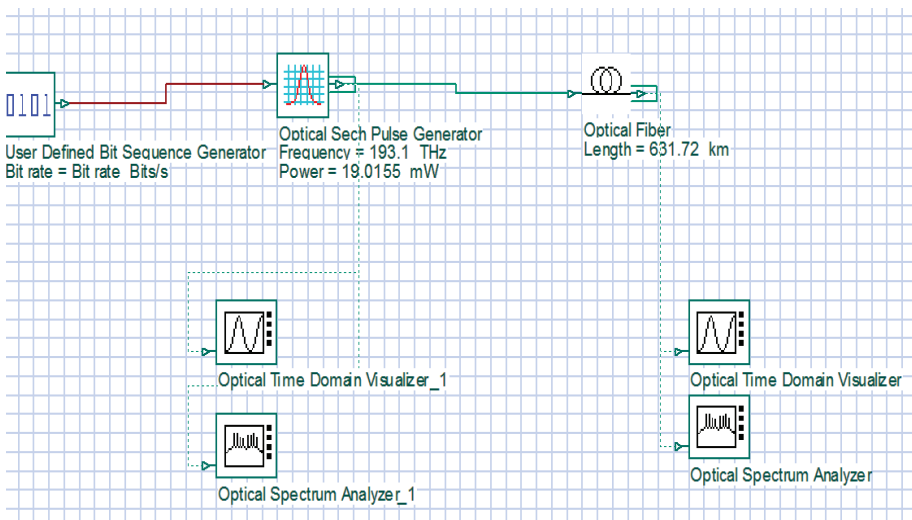 0101
Optical Sech Pulse Generator
Frequency = 193.1 THz
Power = 19.0155 mW
Optical Fiber
Length = 631.72 km
User Defined Bit Sequence Generator
Bit rate = Bit rate Bits/s
Optical Time Domain Visualizer_1
Optical Time Domain Visualizer
Optical Spectrum Analyzer_1
Optical Spectrum Analyzer